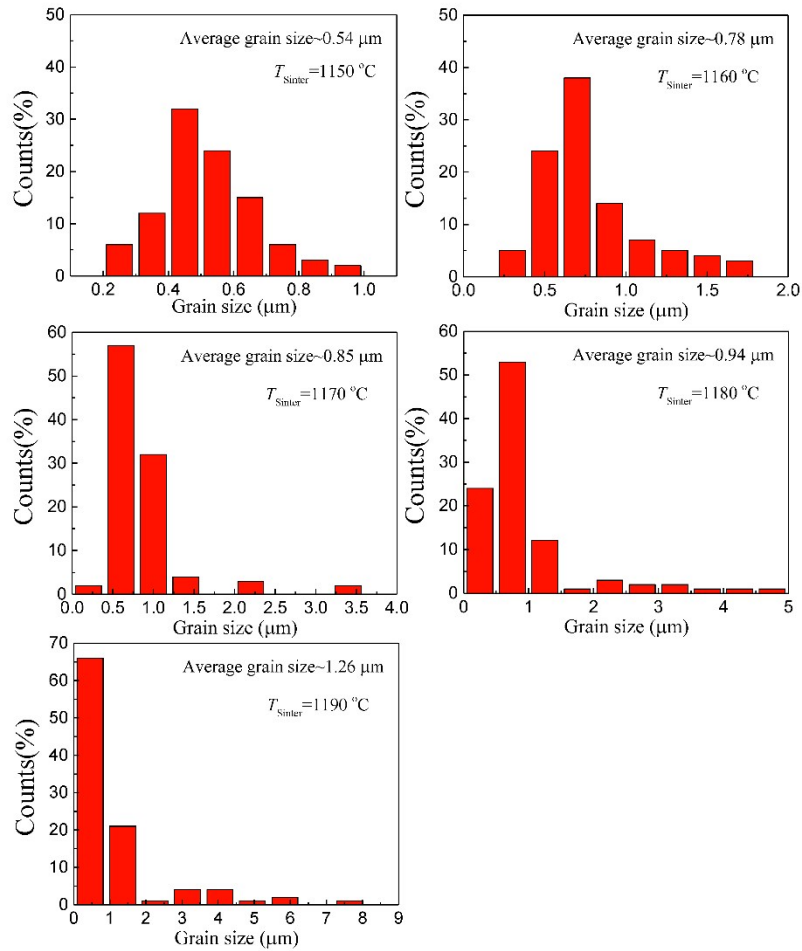 50
40
30
20
10
0
Counts(%)
Average grain size~0.54 μm
T Sinter=1150 °C
0.2 0.4 0.6 0.8 1.0
Grain size (μm)
50
40
30
20
10
0
Counts(%)
Average grain size~0.78 μm
T Sinter=1160 °C
0.0 0.5 1.0 1.5 2.0
Grain size (μm)
60
50
40
30
20
10
0
Counts(%)
Average grain size~0.85 μm
T Sinter=1170 °C
0.0 0.5 1.0 1.5 2.0 2.5 3.0 3.5 4.0
Grain size (μm)
60
50
40
30
20
10
0
Counts(%)
Average grain size~0.94 μm
T Sinter=1180 °C
0 1 2 3 4 5
Grain size (μm)
70
60
50
40
30
20
10
0
Counts(%)
Average grain size~1.26 μm
T Sinter=1190 °C
0 1 2 3 4 5 6 7 8 9
Grain size (μm)